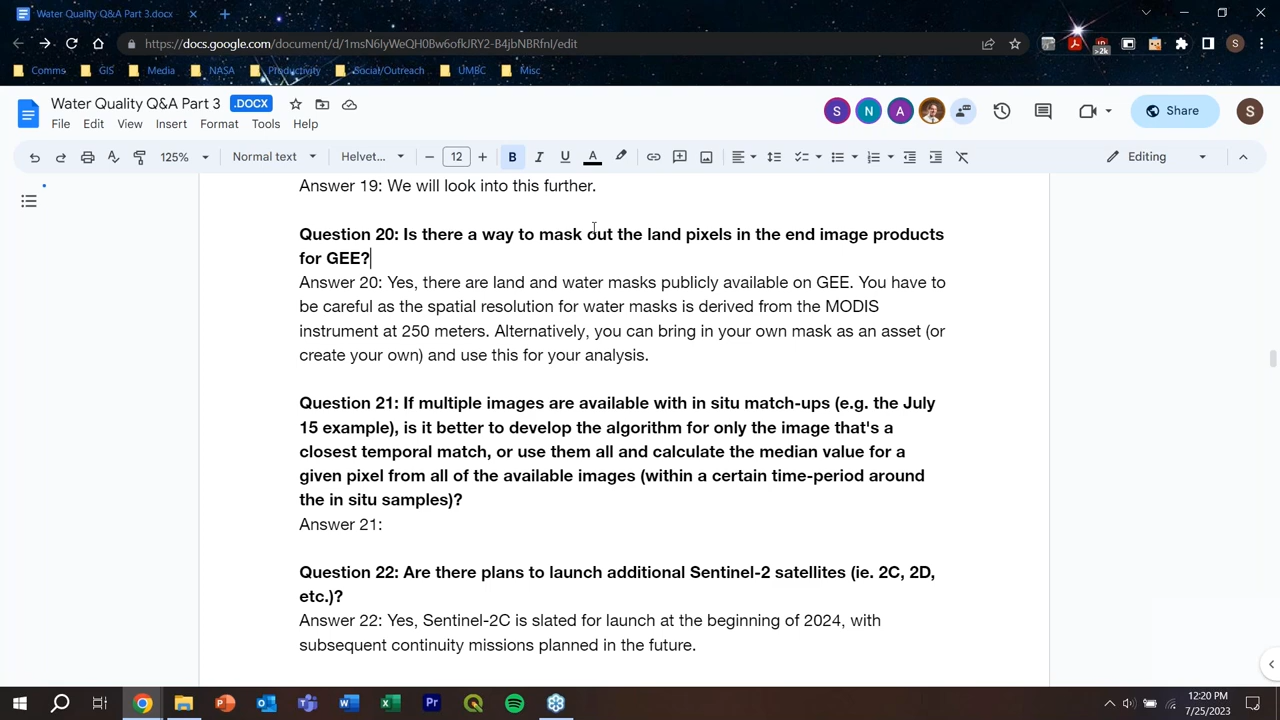 Water Quality Q&A Part 3.docx
https://docs.google.com/document/d/1msN6IyWeQH0Bw6ofkJRY2-B4jbNBRfnI/edit
>2k
S
Comms GIS Media NASA Productivity Social/Outreach UMBC Misc
Water Quality Q&A Part 3 .DOCX
S N A Share S
File Edit View Insert Format Tools Help
125% Normal text Helvet... 12 B I U A Editing
Answer 19: We will look into this further.
Question 20: Is there a way to mask out the land pixels in the end image products
for GEE?
Answer 20: Yes, there are land and water masks publicly available on GEE. You have to
be careful as the spatial resolution for water masks is derived from the MODIS
instrument at 250 meters. Alternatively, you can bring in your own mask as an asset (or
create your own) and use this for your analysis.
Question 21: If multiple images are available with in situ match-ups (e.g. the July
15 example), is it better to develop the algorithm for only the image that's a
closest temporal match, or use them all and calculate the median value for a
given pixel from all of the available images (within a certain time-period around
the in situ samples)?
Answer 21:
Question 22: Are there plans to launch additional Sentinel-2 satellites (ie. 2C, 2D,
etc.)?
Answer 22: Yes, Sentinel-2C is slated for launch at the beginning of 2024, with
subsequent continuity missions planned in the future.
12:20 PM
7/25/2023